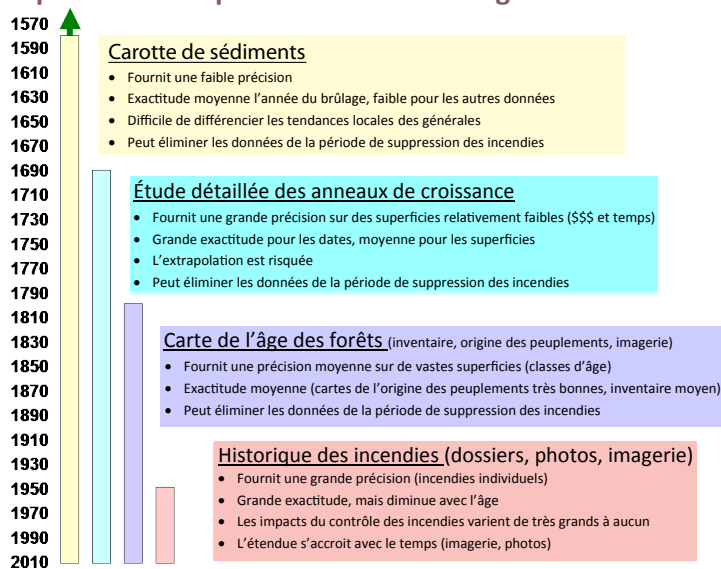 1570
1590
1610
1630
1650
1670
1690
1710
1730
1750
1770
1790
1810
1830
1850
1870
1890
1910
1930
1950
1970
1990
2010
Carotte de sédiments
• Fournit une faible précision
• Exactitude moyenne l'année du brûlage, faible pour les autres données
• Difficile de différencier les tendances locales des générales
• Peut éliminer les données de la période de suppression des incendies
Étude détaillée des anneaux de croissance
• Fournit une grande précision sur des superficies relativement faibles ($$$ et temps)
• Grande exactitude pour les dates, moyenne pour les superficies
• L'extrapolation est risquée
• Peut éliminer les données de la période de suppression des incendies
Carte de l'âge des forêts (inventaire, origine des peuplements, imagerie)
• Fournit une précision moyenne sur de vastes superficies (classes d'âge)
• Exactitude moyenne (cartes de l'origine des peuplements très bonnes, inventaire moyen)
• Peut éliminer les données de la période de suppression des incendies
Historique des incendies (dossiers, photos, imagerie)
• Fournit une grande précision (incendies individuels)
• Grande exactitude, mais diminue avec l'âge
• Les impacts du contrôle des incendies varient de très grands à aucun
• L'étendue s'accroit avec le temps (imagerie, photos)